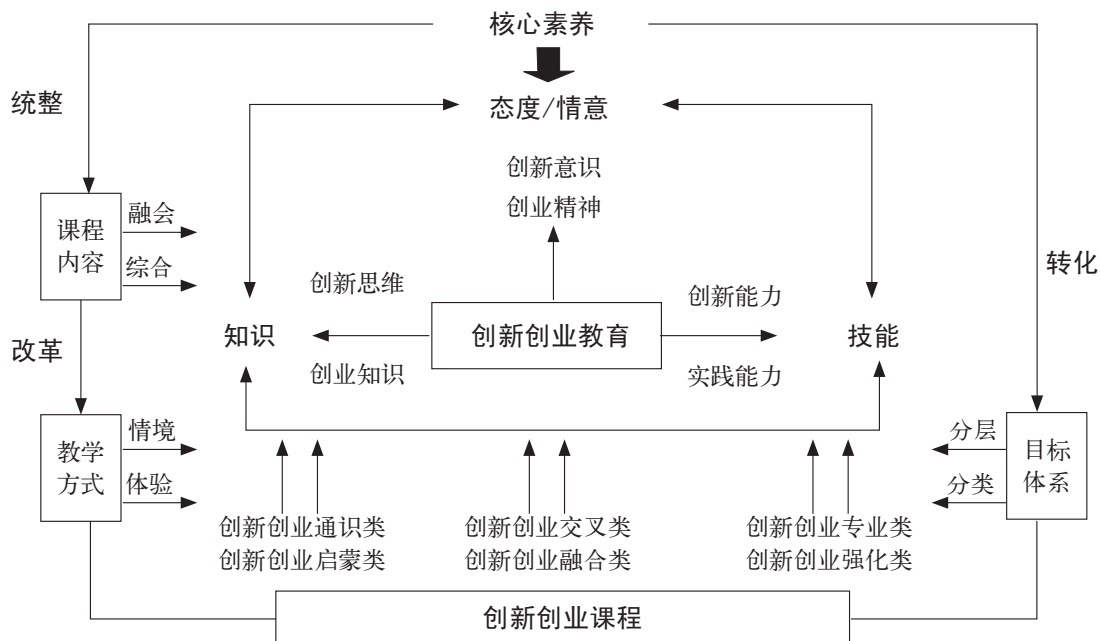 核心素养
统整
态度/情意
创新意识
创业精神
课程
内容
融会
综合
转化
创新思维
创新能力
知识
创新创业教育
技能
改革
创业知识
实践能力
教学
方式
情境
体验
分层
分类
目标
体系
创新创业通识类
创新创业交叉类
创新创业专业类
创新创业启蒙类
创新创业融合类
创新创业强化类
创新创业课程